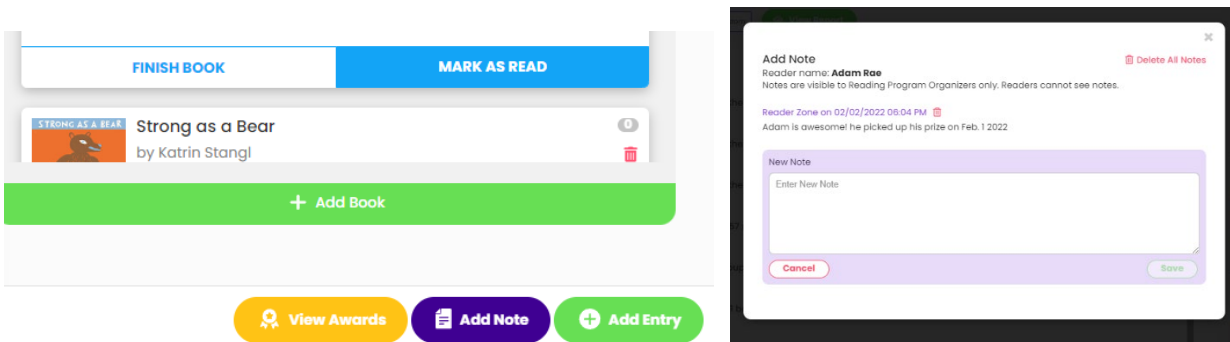 FINISH BOOK
MARK AS READ
STRONG AS A BEAR
Strong as a Bear
0
by Katrin Stangl
+ Add Book
View Awards
Add Note
Add Entry
×
Add Note
Delete All Notes
Reader name: Adam Rae
Notes are visible to Reading Program Organizers only. Readers cannot see notes.
Reader Zone on 02/02/2022 06:04 PM
Adam is awesome! he picked up his prize on Feb. 1 2022
New Note
Enter New Note
Cancel
Save